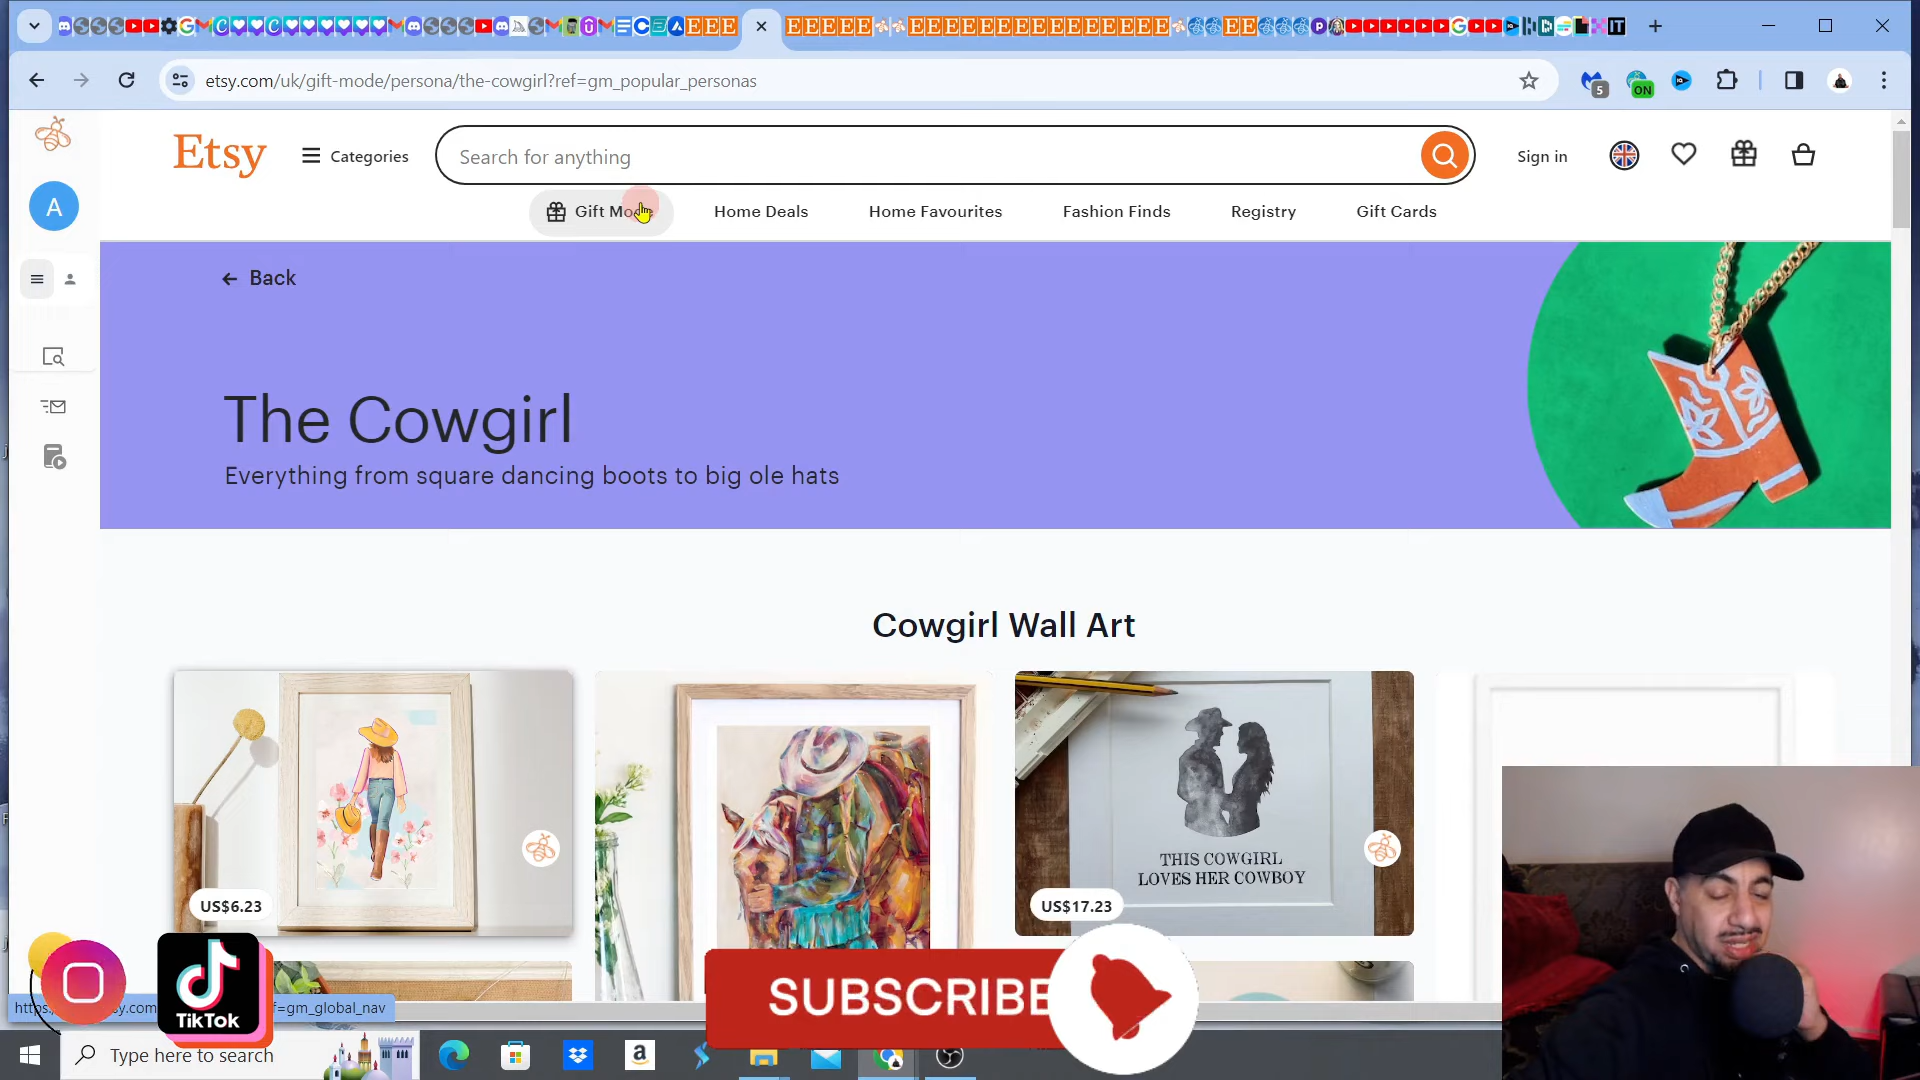 etsy.com/uk/gift-mode/persona/the-cowgirl?ref=gm_popular_personas
5
ON
Etsy
Categories
Search for anything
Sign in
Gift Mode
Home Deals
Home Favourites
Fashion Finds
Registry
Gift Cards
A
Back
The Cowgirl
Everything from square dancing boots to big ole hats
Cowgirl Wall Art
THIS COWGIRL
LOVES HER COWBOY
US$6.23
US$17.23
SUBSCRIBE
TikTok
=gm_global_nav
Type here to search